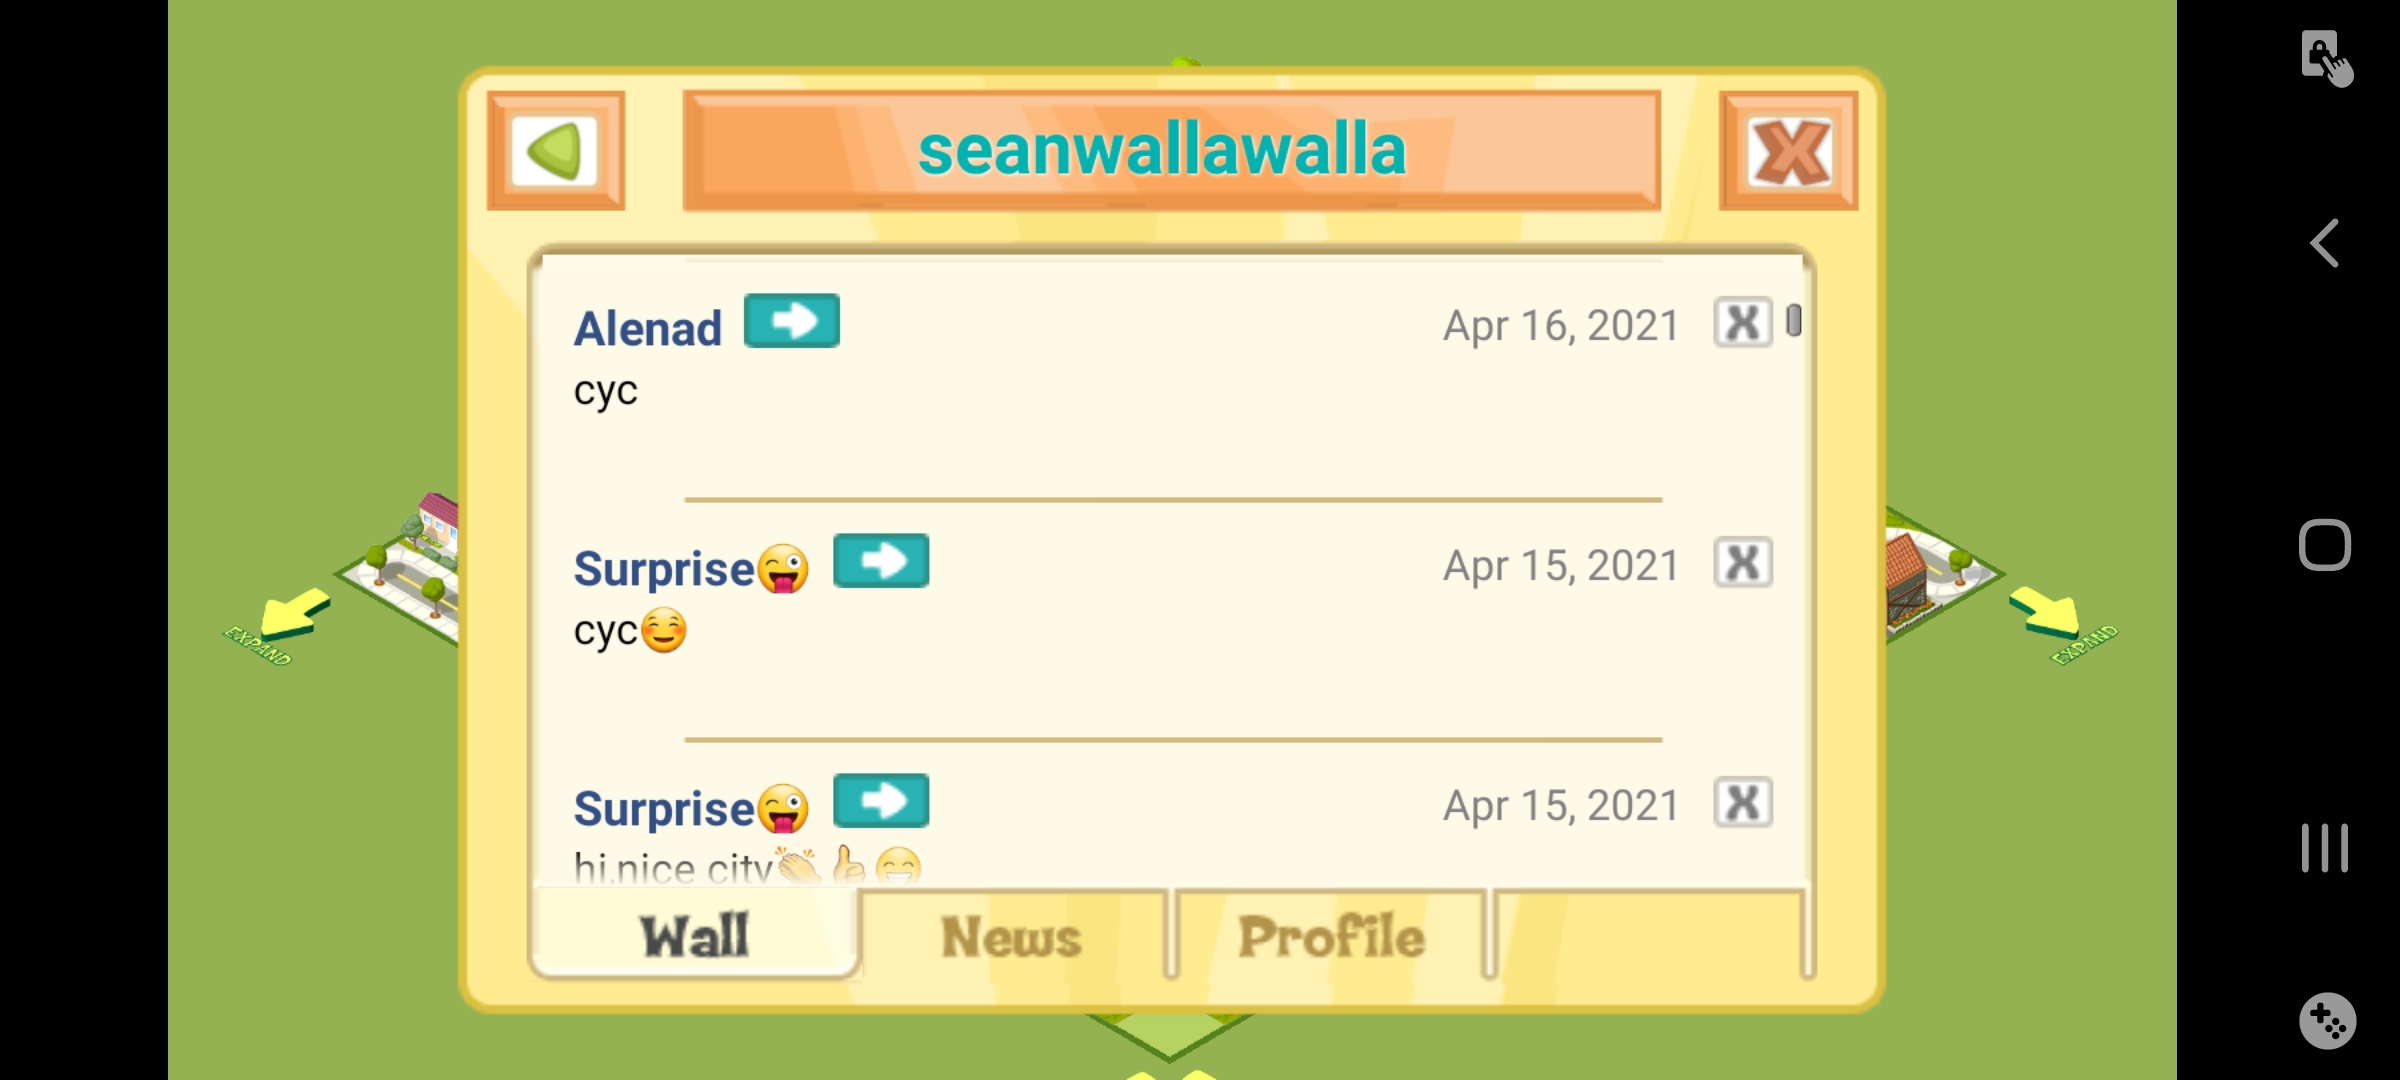 seanwallawalla
Alenad
Apr 16, 2021
cyc
Surprise😜
Apr 15, 2021
cyc☺️
Surprise😜
Apr 15, 2021
hi,nice city👏👍😁
EXPAND
EXPAND
Wall
News
Profile